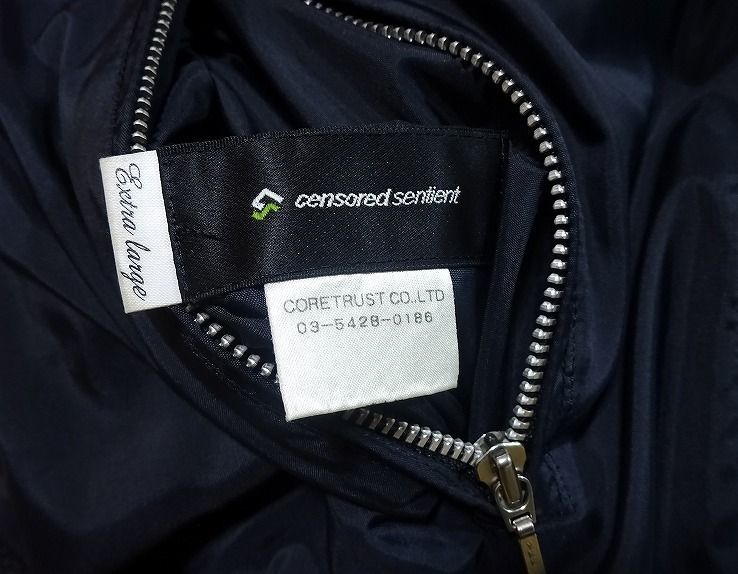 Extra large
censored sentient
CORETRUST CO.LTD
03-5428-0186